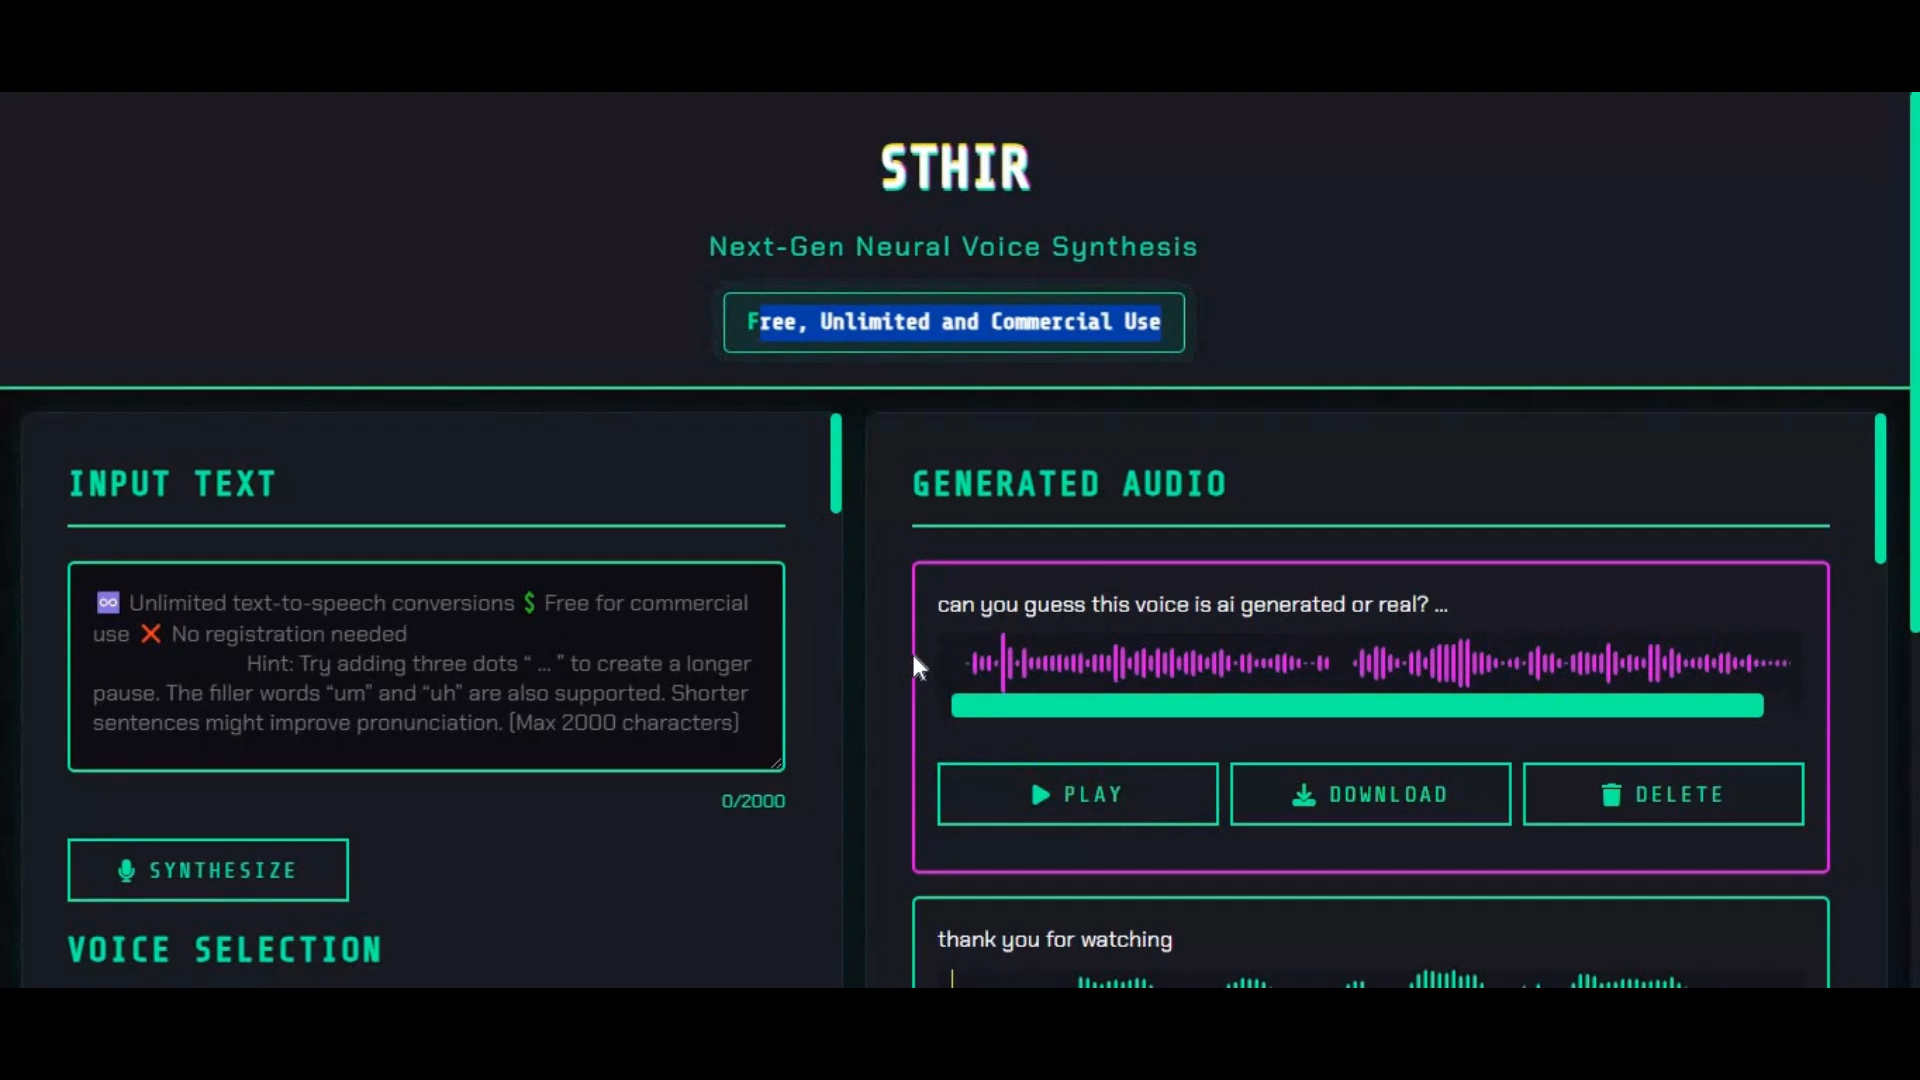 STHIR
Next-Gen Neural Voice Synthesis
Free, Unlimited and Commercial Use
INPUT TEXT
♾️ Unlimited text-to-speech conversions 💲 Free for commercial
use ❌ No registration needed
Hint: Try adding three dots “ ... ” to create a longer
pause. The filler words “um” and “uh” are also supported. Shorter
sentences might improve pronunciation. (Max 2000 characters)
0/2000
SYNTHESIZE
VOICE SELECTION
GENERATED AUDIO
can you guess this voice is ai generated or real? ...
PLAY
DOWNLOAD
DELETE
thank you for watching